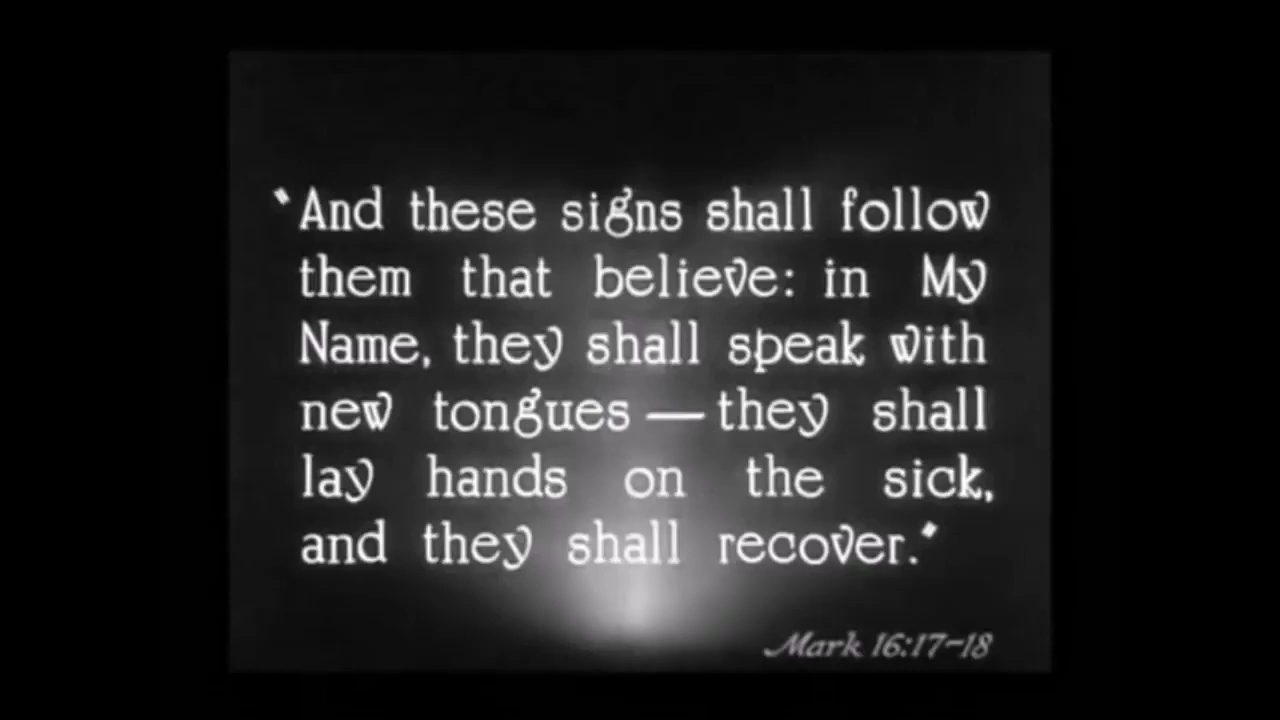 "And these signs shall follow
them that believe: in My
Name, they shall speak with
new tongues — they shall
lay hands on the sick,
and they shall recover."
Mark 16:17-18